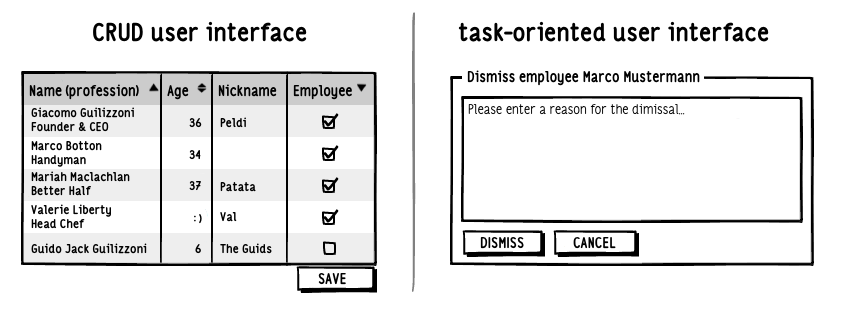 CRUD user interface
Name (profession) Age Nickname Employee
Giacomo Guilizzoni
Founder & CEO
36 Peldi
Marco Botton
Handyman
34
Mariah Maclachlan
Better Half
37 Patata
Valerie Liberty
Head Chef
:) Val
Guido Jack Guilizzoni 6 The Guids
SAVE
task-oriented user interface
Dismiss employee Marco Mustermann
Please enter a reason for the dimissal...
DISMISS CANCEL